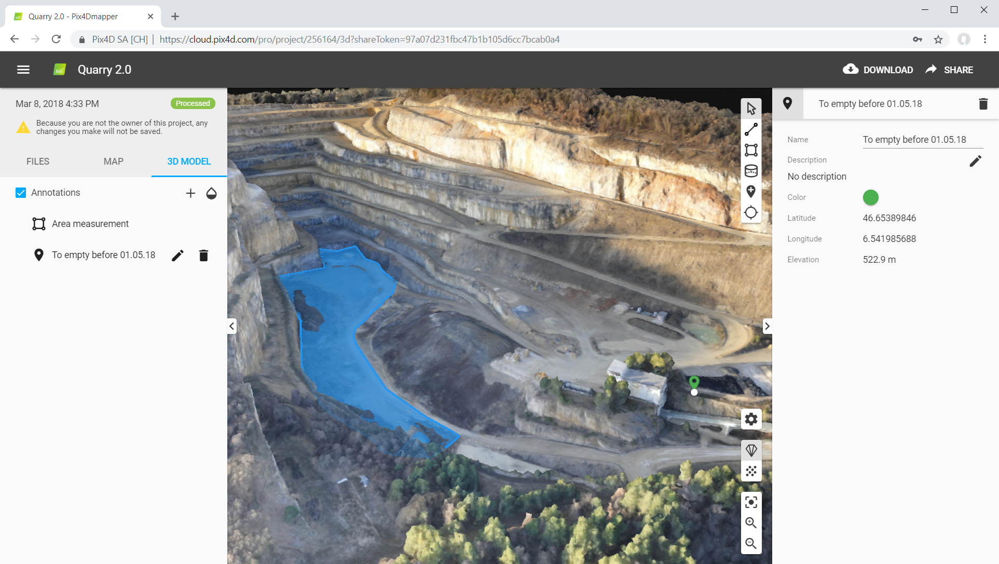 Quarry 2.0 - Pix4Dmapper
Pix4D SA [CH] | https://cloud.pix4d.com/pro/project/256164/3d?shareToken=97a07d231fbc47b1b105d6cc7bcab0a4
Quarry 2.0
DOWNLOAD
SHARE
Mar 8, 2018 4:33 PM
Processed
Because you are not the owner of this project, any
changes you make will not be saved.
FILES
MAP
3D MODEL
Annotations
Area measurement
To empty before 01.05.18
To empty before 01.05.18
Name
To empty before 01.05.18
Description
No description
Color
Latitude
46.65389846
Longitude
6.541985688
Elevation
522.9 m